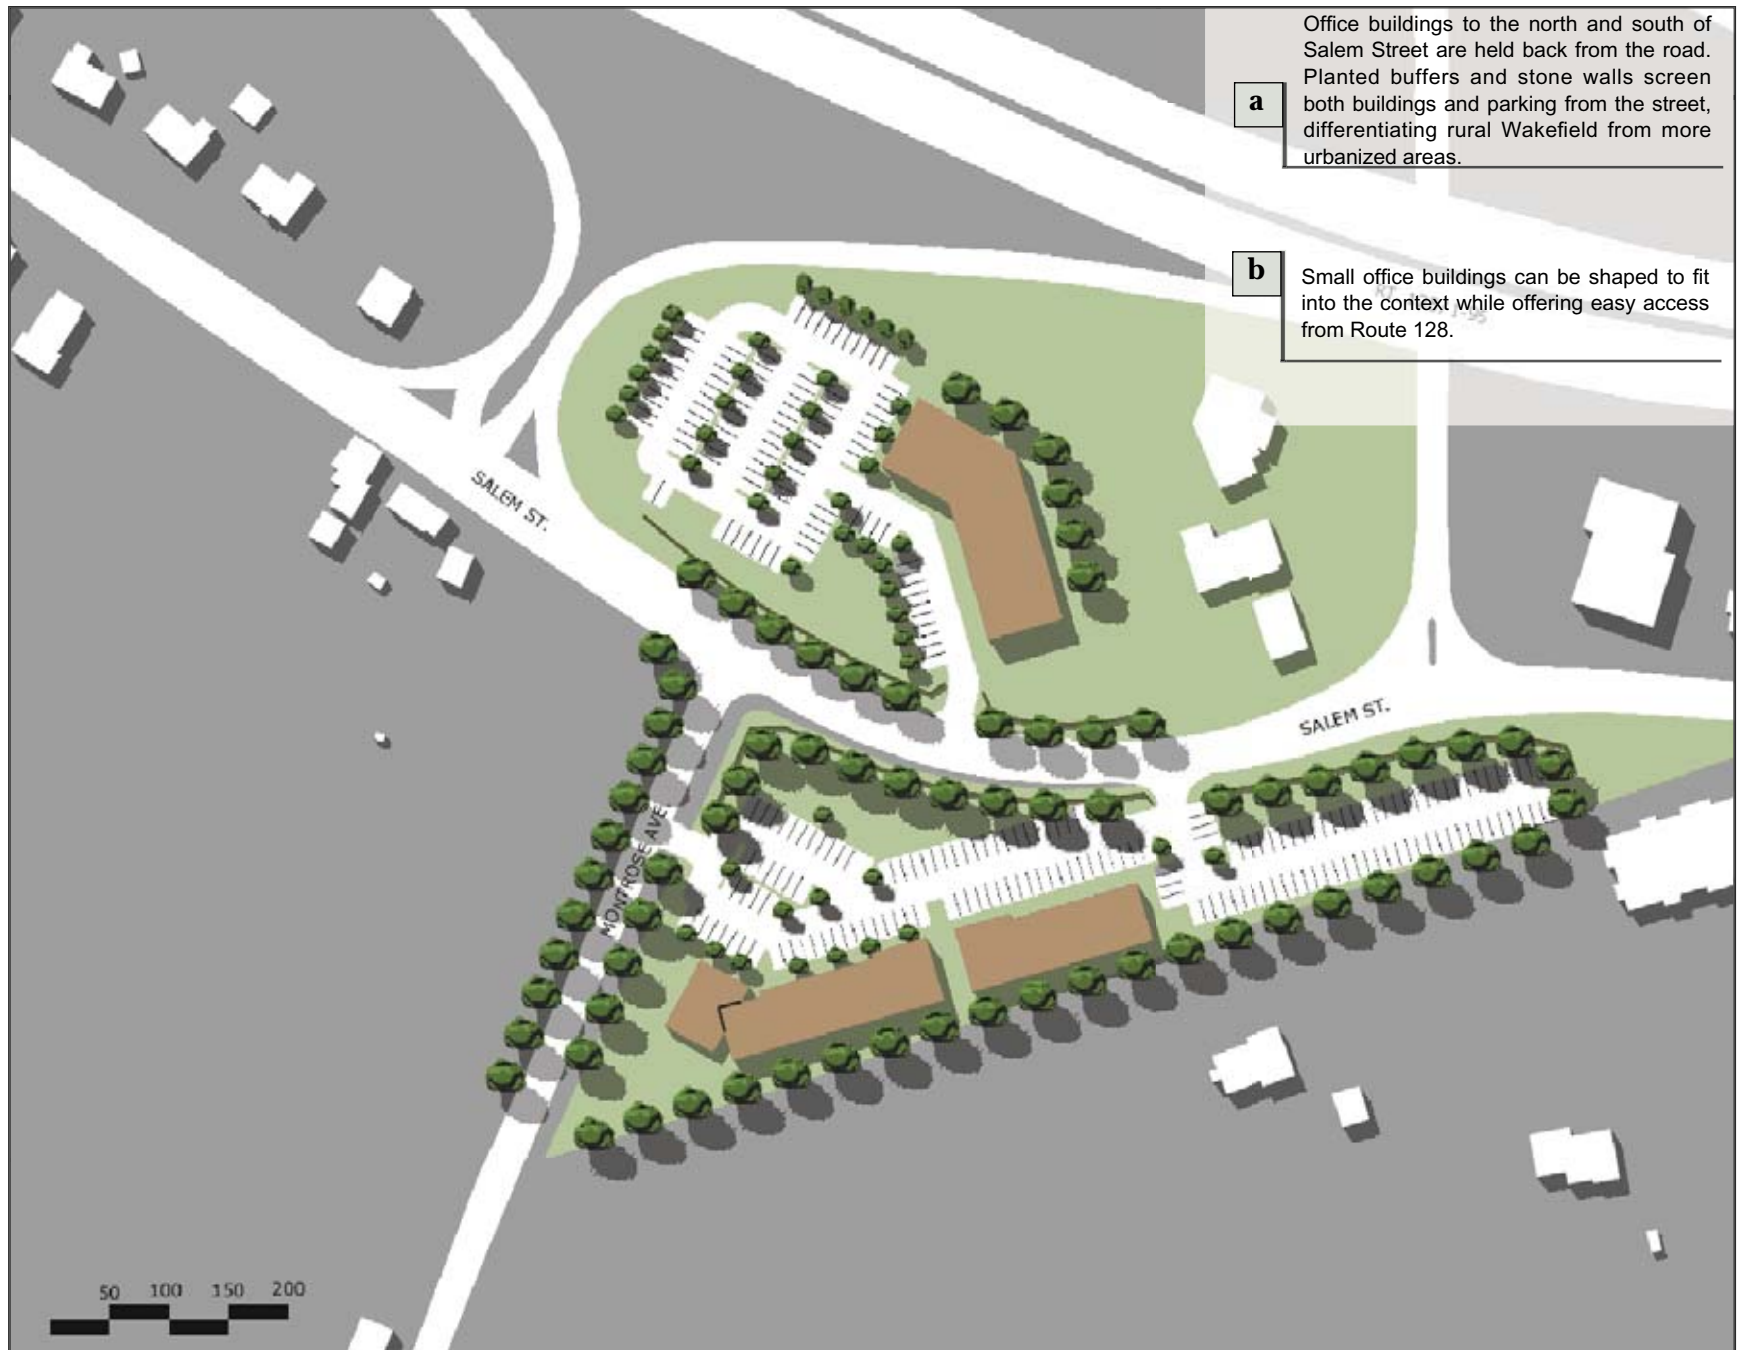 Office buildings to the north and south of
Salem Street are held back from the road.
a
Planted buffers and stone walls screen
both buildings and parking from the street,
differentiating rural Wakefield from more
urbanized areas.
b
Small office buildings can be shaped to fit
into the context while offering easy access
from Route 128.
SALEM ST.
SALEM ST.
MONTROSE AVE
50 100 150 200